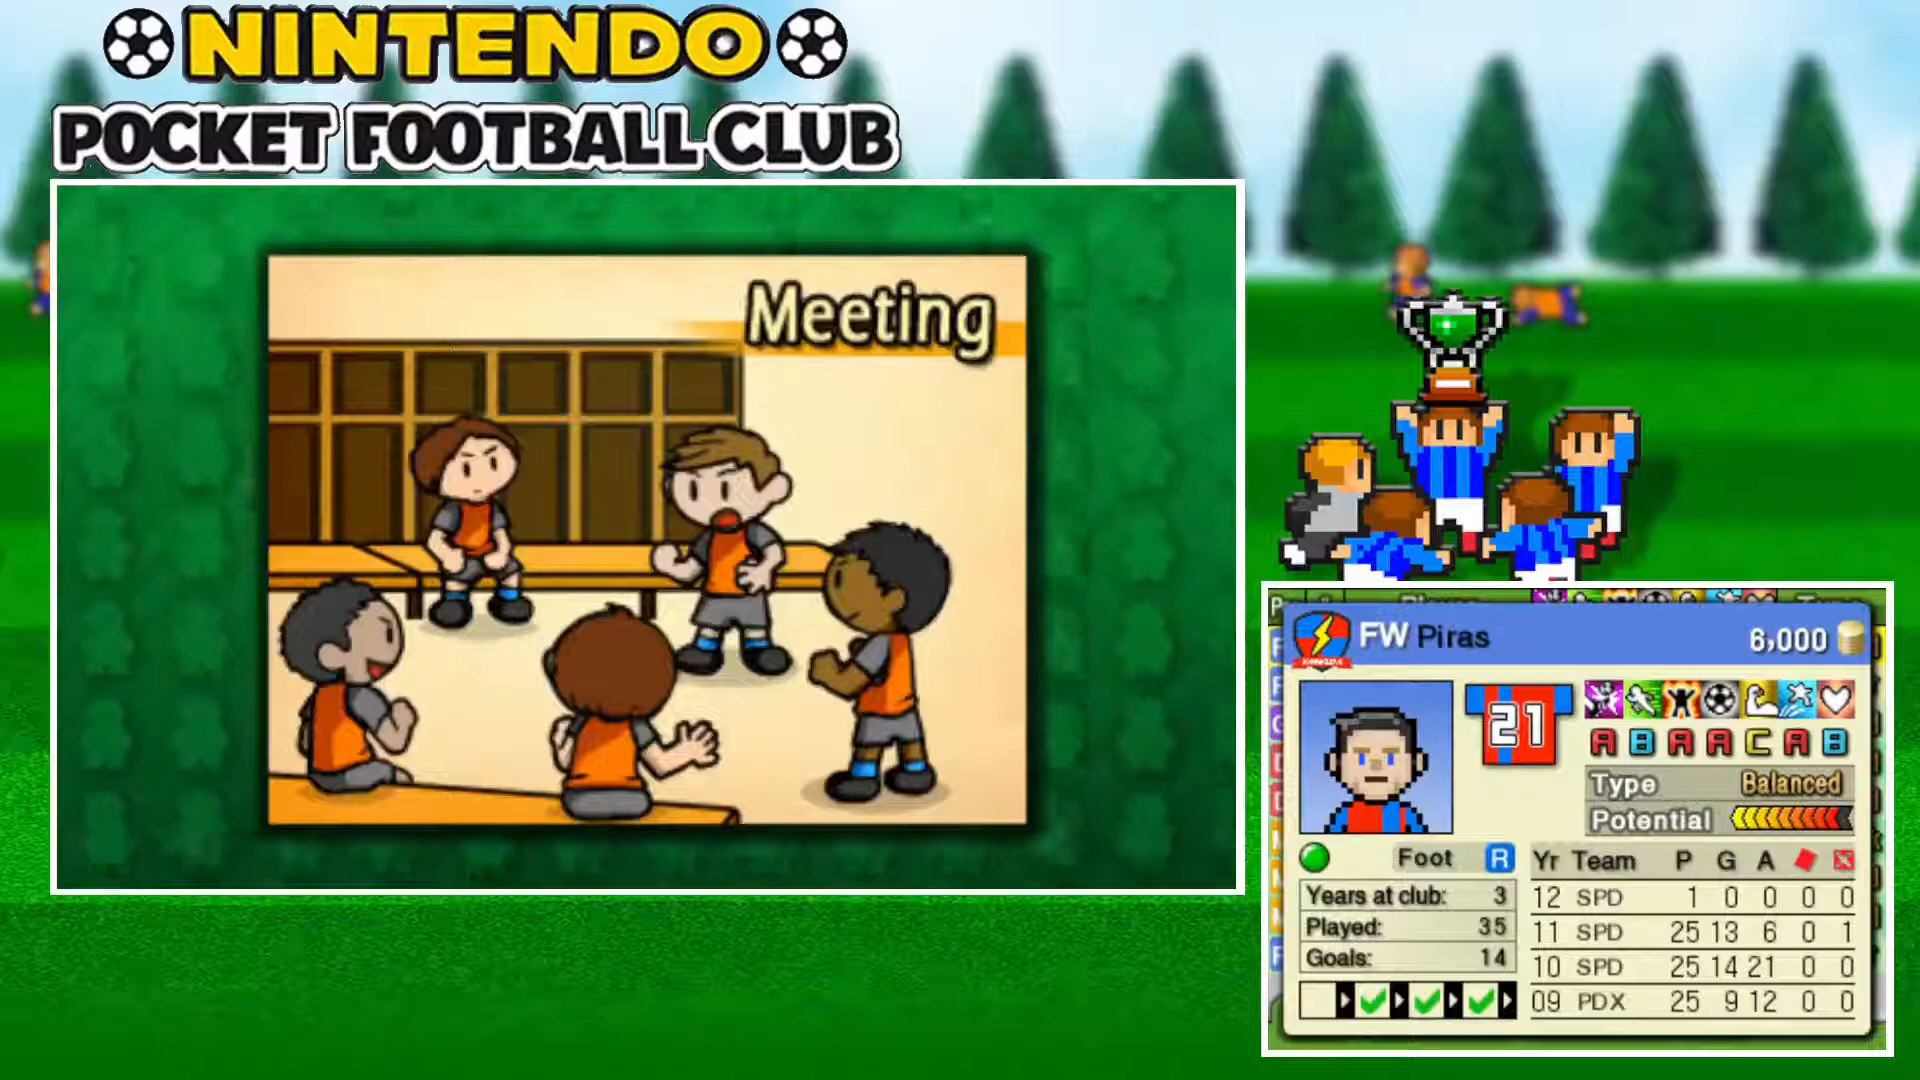 NINTENDO
POCKET FOOTBALL CLUB
Meeting
FW Piras 6,000
21
A B A A C A B
Type Balanced
Potential
Foot R
Years at club: 3
Played: 35
Goals: 14
Yr Team P G A
12 SPD 1 0 0 0 0
11 SPD 25 13 6 0 1
10 SPD 25 14 21 0 0
09 PDX 25 9 12 0 0